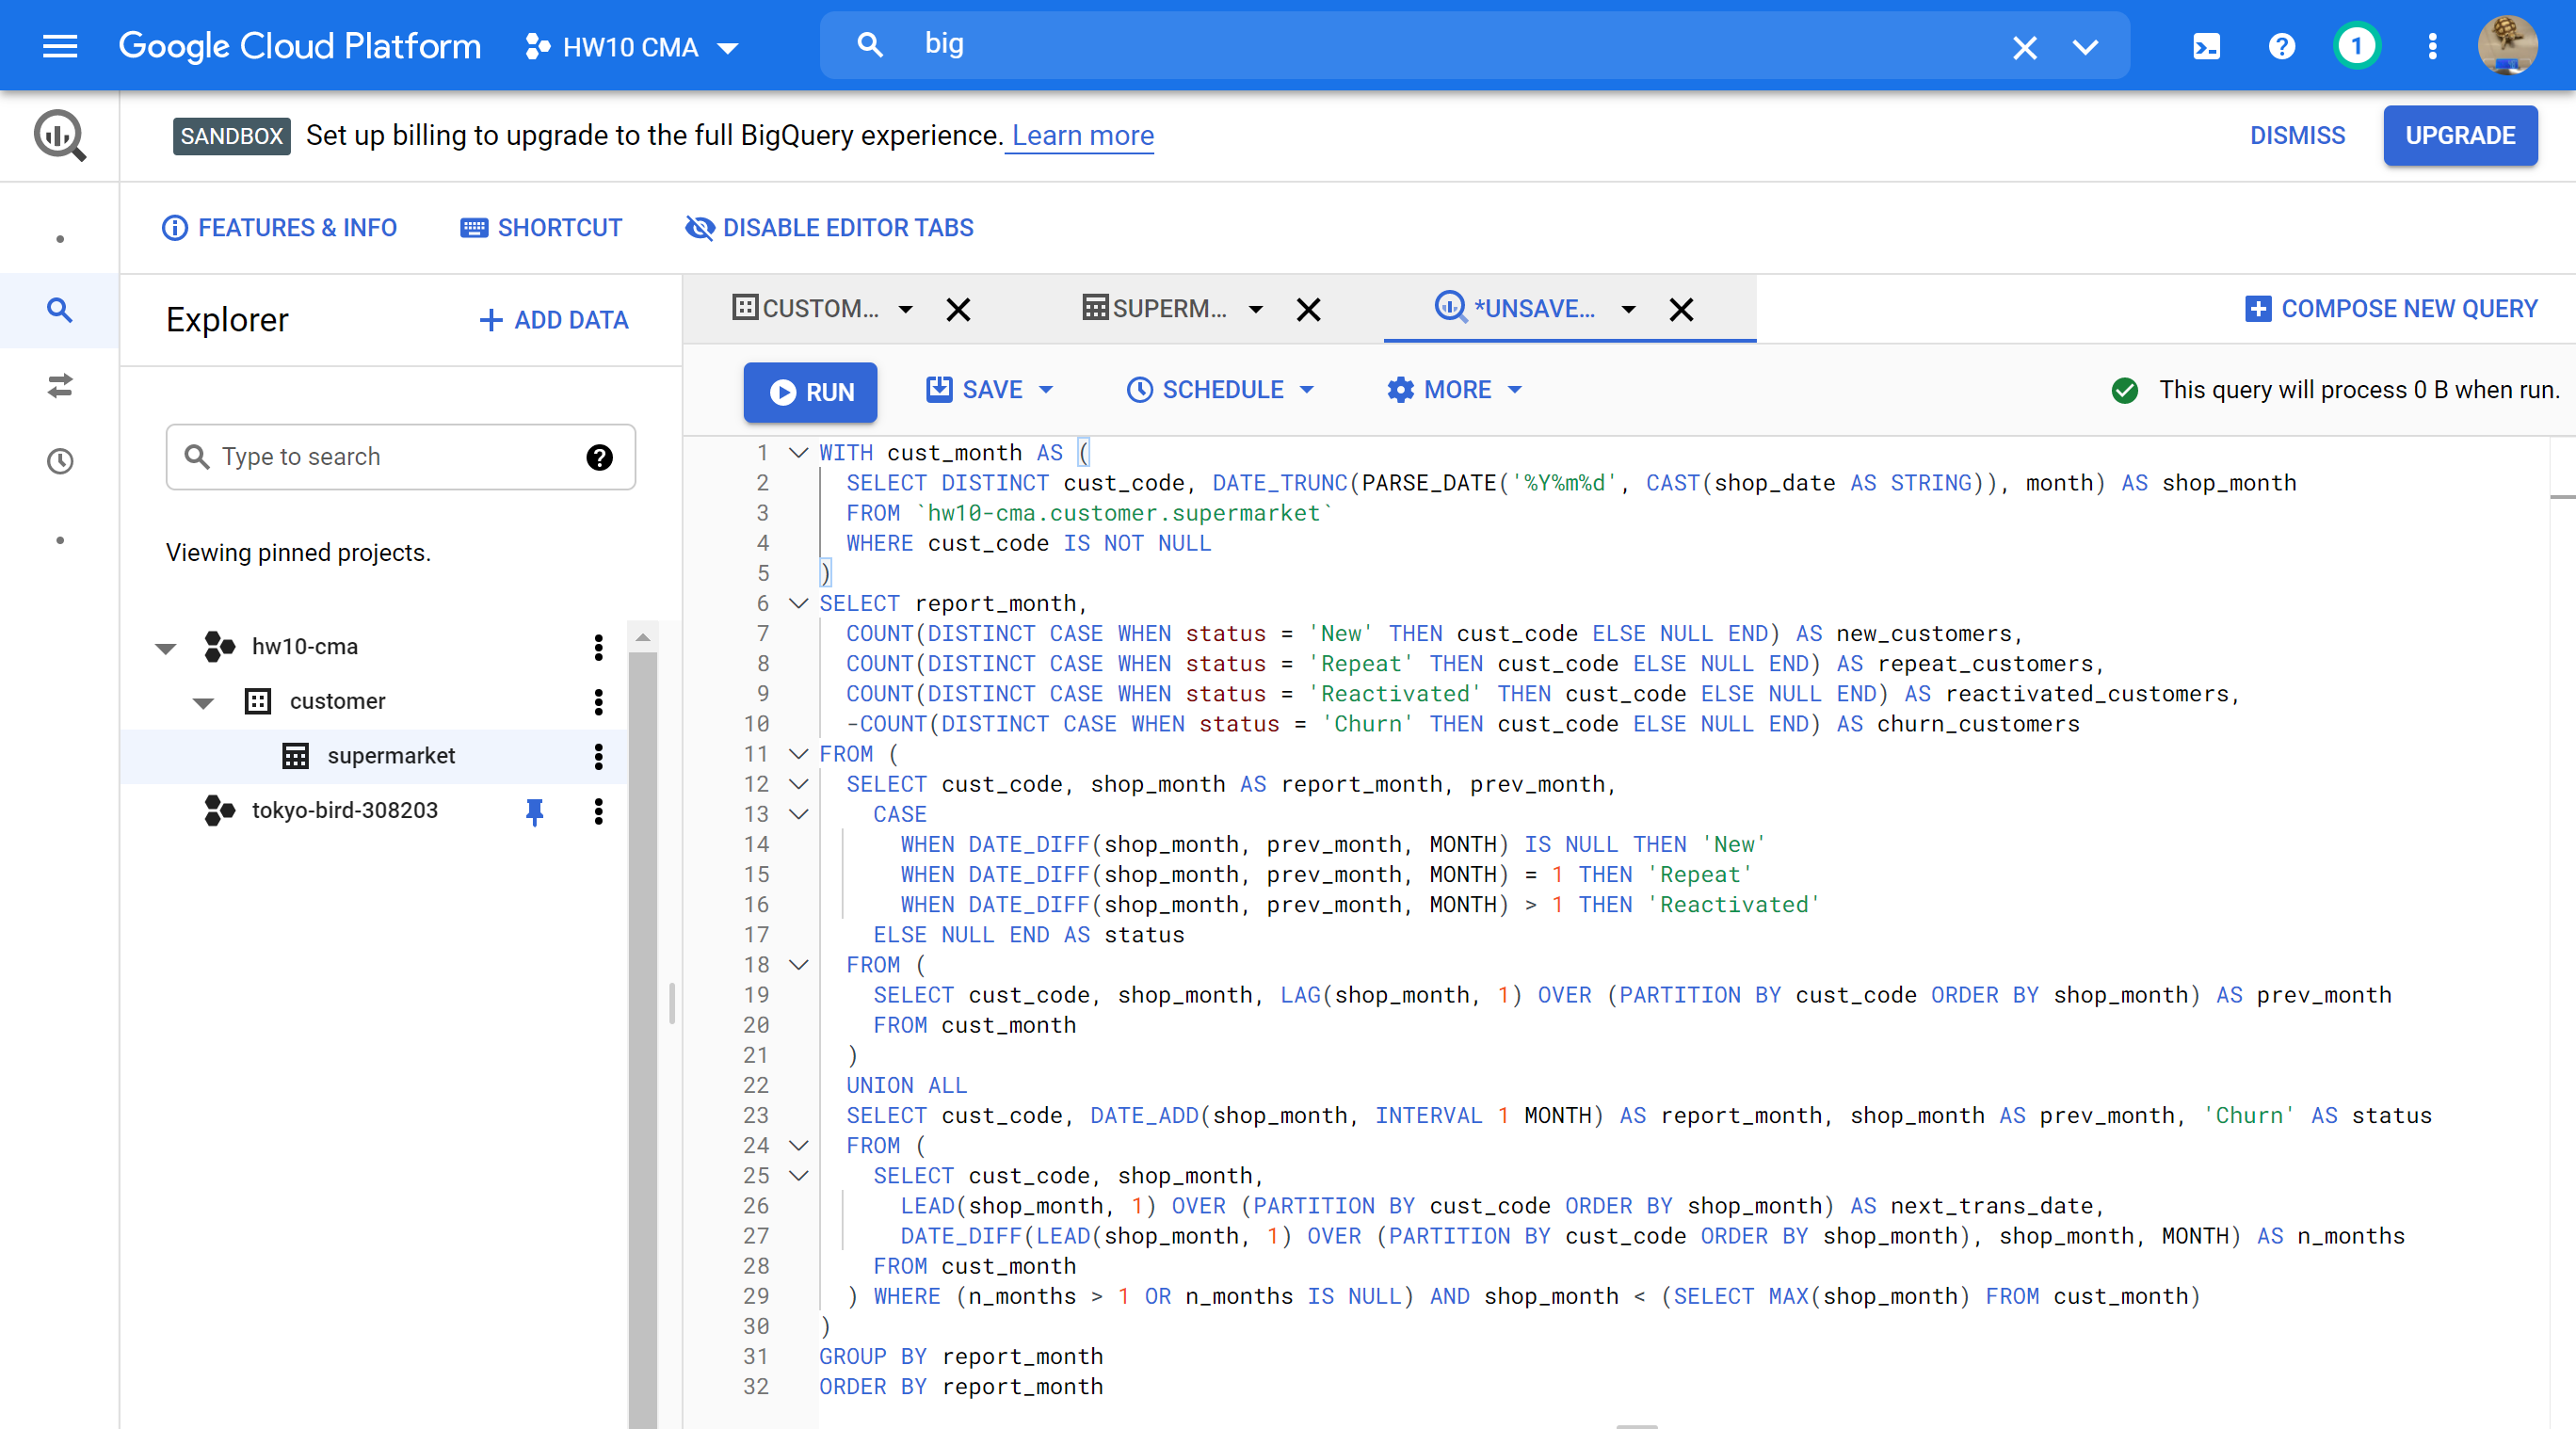 Google Cloud Platform HW10 CMA big 1
SANDBOX Set up billing to upgrade to the full BigQuery experience. Learn more DISMISS UPGRADE
FEATURES & INFO SHORTCUT DISABLE EDITOR TABS
Explorer + ADD DATA
Type to search
Viewing pinned projects.
hw10-cma
customer
supermarket
tokyo-bird-308203
CUSTOM... SUPERM... *UNSAVE... COMPOSE NEW QUERY
RUN SAVE SCHEDULE MORE This query will process 0 B when run.
1 WITH cust_month AS (
2 SELECT DISTINCT cust_code, DATE_TRUNC(PARSE_DATE('%Y%m%d', CAST(shop_date AS STRING)), month) AS shop_month
3 FROM `hw10-cma.customer.supermarket`
4 WHERE cust_code IS NOT NULL
5 )
6 SELECT report_month,
7 COUNT(DISTINCT CASE WHEN status = 'New' THEN cust_code ELSE NULL END) AS new_customers,
8 COUNT(DISTINCT CASE WHEN status = 'Repeat' THEN cust_code ELSE NULL END) AS repeat_customers,
9 COUNT(DISTINCT CASE WHEN status = 'Reactivated' THEN cust_code ELSE NULL END) AS reactivated_customers,
10 -COUNT(DISTINCT CASE WHEN status = 'Churn' THEN cust_code ELSE NULL END) AS churn_customers
11 FROM (
12 SELECT cust_code, shop_month AS report_month, prev_month,
13 CASE
14 WHEN DATE_DIFF(shop_month, prev_month, MONTH) IS NULL THEN 'New'
15 WHEN DATE_DIFF(shop_month, prev_month, MONTH) = 1 THEN 'Repeat'
16 WHEN DATE_DIFF(shop_month, prev_month, MONTH) > 1 THEN 'Reactivated'
17 ELSE NULL END AS status
18 FROM (
19 SELECT cust_code, shop_month, LAG(shop_month, 1) OVER (PARTITION BY cust_code ORDER BY shop_month) AS prev_month
20 FROM cust_month
21 )
22 UNION ALL
23 SELECT cust_code, DATE_ADD(shop_month, INTERVAL 1 MONTH) AS report_month, shop_month AS prev_month, 'Churn' AS status
24 FROM (
25 SELECT cust_code, shop_month,
26 LEAD(shop_month, 1) OVER (PARTITION BY cust_code ORDER BY shop_month) AS next_trans_date,
27 DATE_DIFF(LEAD(shop_month, 1) OVER (PARTITION BY cust_code ORDER BY shop_month), shop_month, MONTH) AS n_months
28 FROM cust_month
29 ) WHERE (n_months > 1 OR n_months IS NULL) AND shop_month < (SELECT MAX(shop_month) FROM cust_month)
30 )
31 GROUP BY report_month
32 ORDER BY report_month